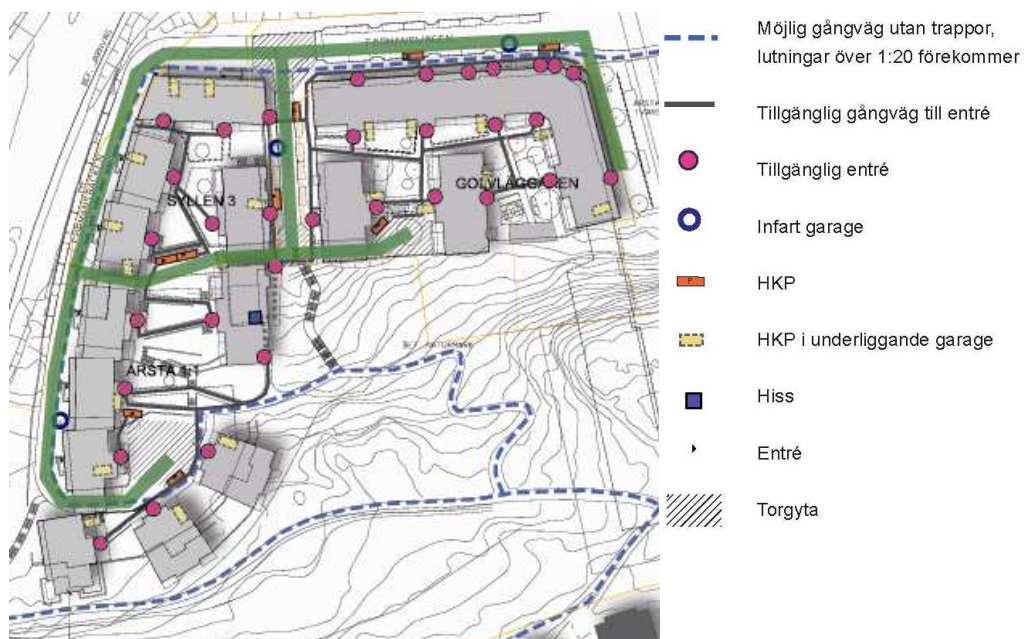 Möjlig gångväg utan trappor,
lutningar över 1:20 förekommer
Tillgänglig gångväg till entré
Tillgänglig entré
Infart garage
P
HKP
HKP i underliggande garage
Hiss
Entré
Torgyta
SYLLEN 3
GOLVLÄGGAREN
ÅRSTA 1:1